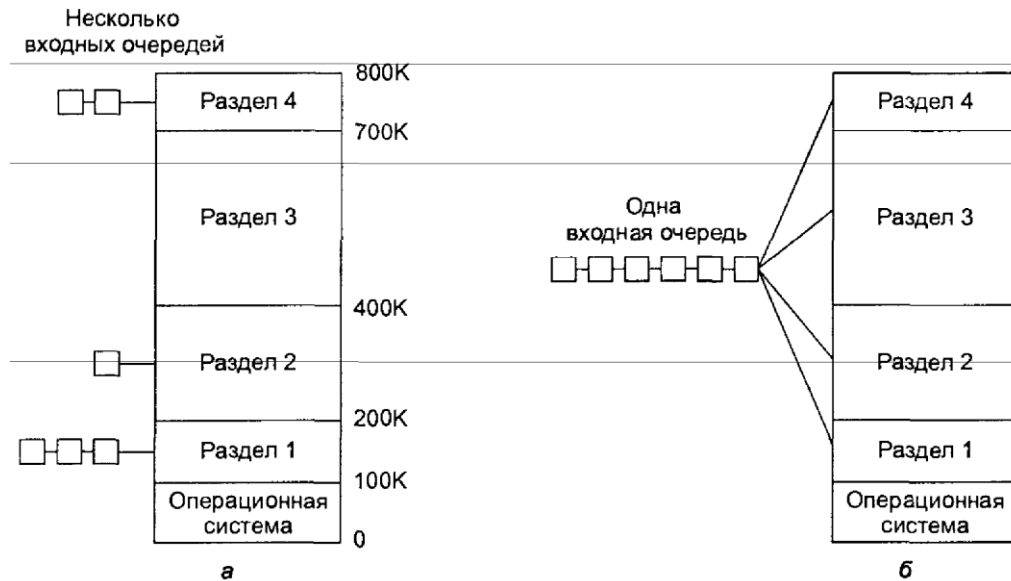 Несколько
входных очередей
800K
Раздел 4
700K
Раздел 3
400K
Раздел 2
200K
Раздел 1
100K
Операционная
система
0
а
Одна
входная очередь
Раздел 4
Раздел 3
Раздел 2
Раздел 1
Операционная
система
б